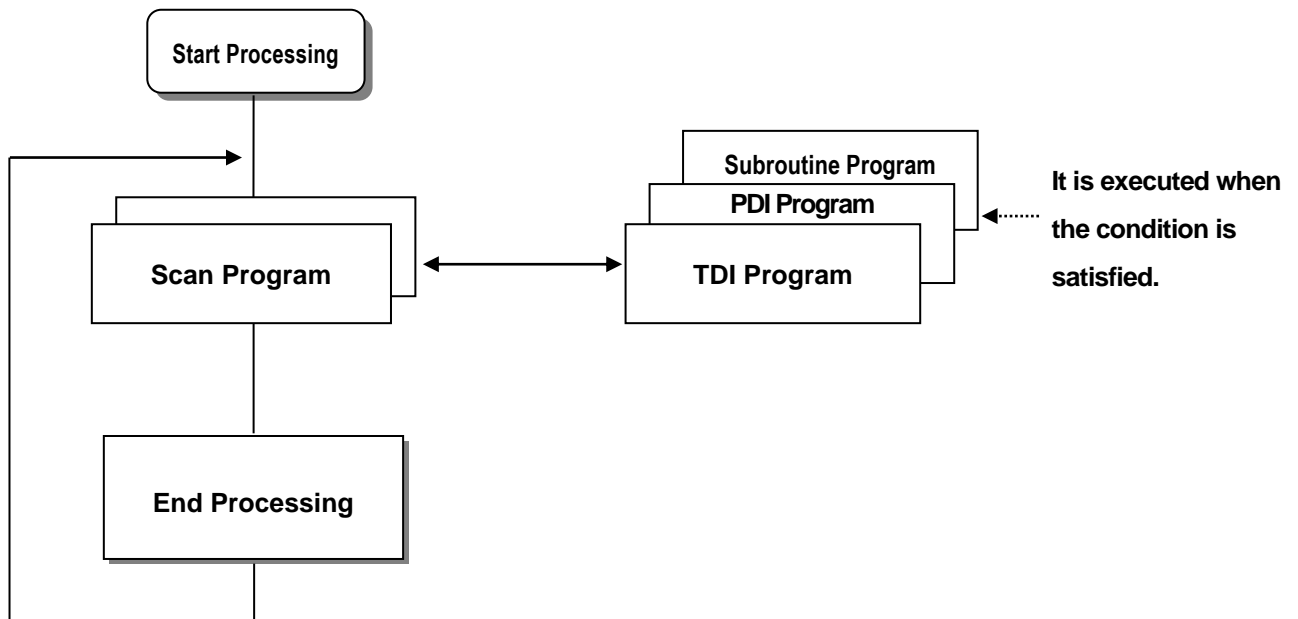 Start Processing
Subroutine Program
PDI Program
TDI Program
It is executed when
the condition is
satisfied.
Scan Program
End Processing